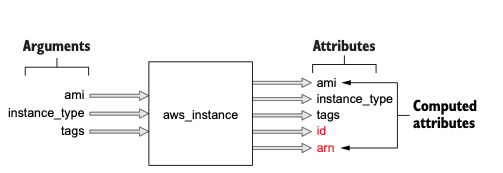 Arguments
Attributes
ami
instance_type
tags
aws_instance
ami
instance_type
tags
id
arn
Computed
attributes